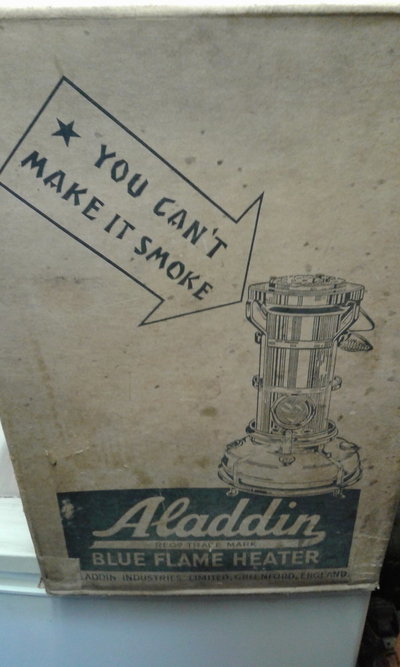 ★ YOU CAN'T
MAKE IT SMOKE
Aladdin
REGD TRADE MARK
BLUE FLAME HEATER
ALADDIN INDUSTRIES LIMITED, GREENFORD, ENGLAND